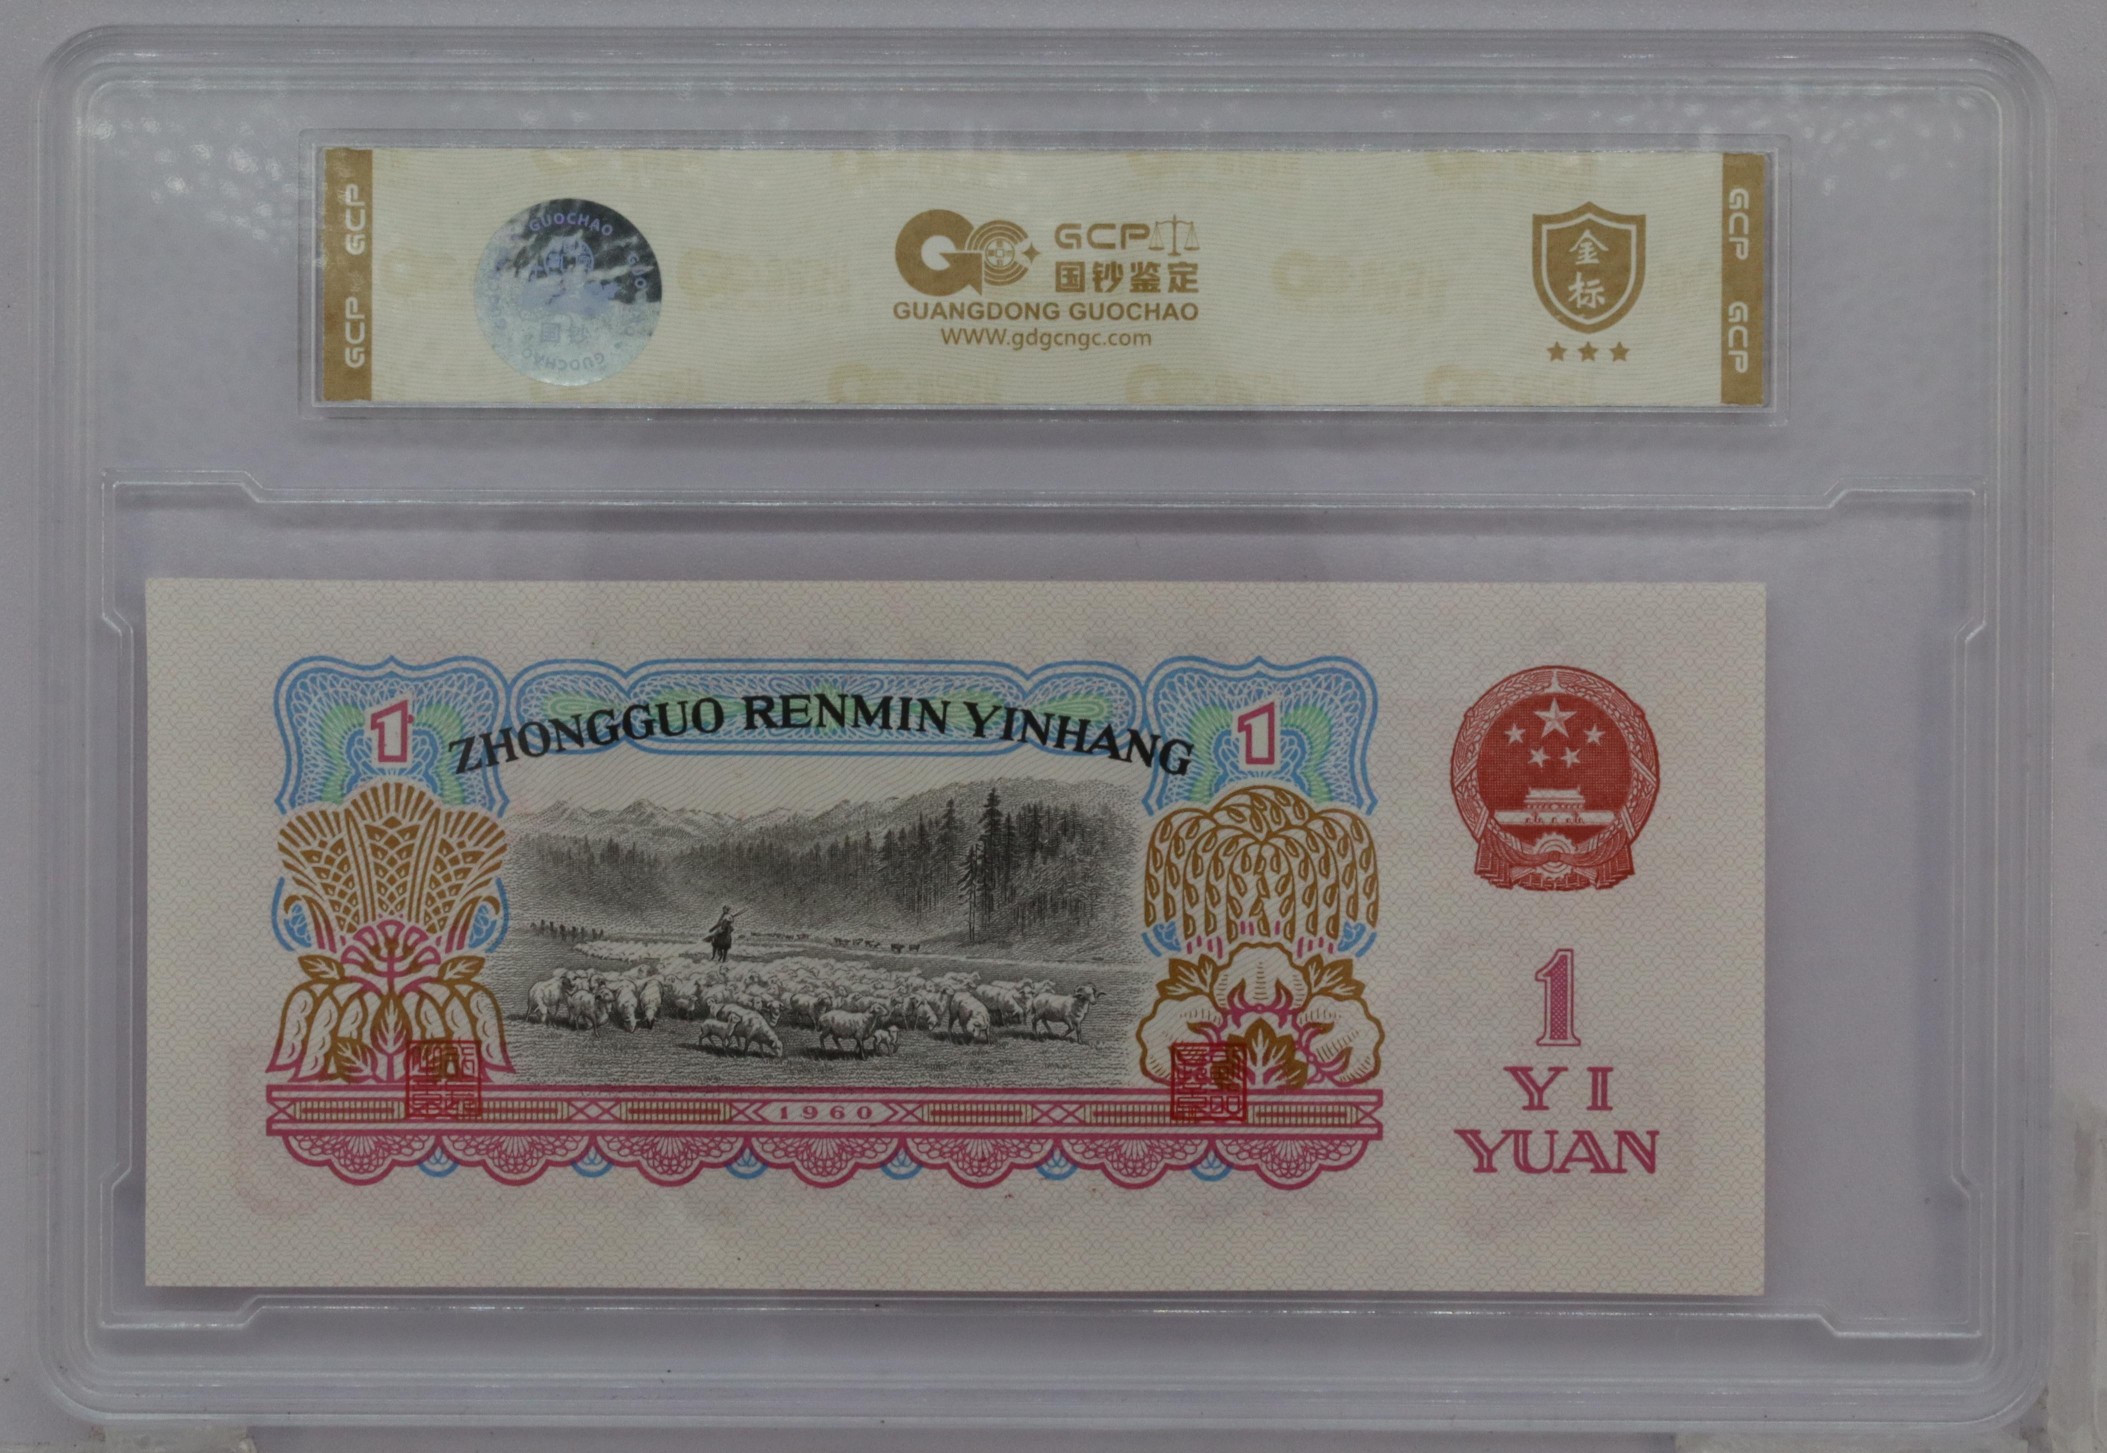 GCP GCP
GUOCHAO
GUOCHAO
GCP
国钞鉴定
GUANGDONG GUOCHAO
WWW.gdgcngc.com
金
标
GCP GCP
1
ZHONGGUO RENMIN YINHANG
1
1960
1
YI
YUAN